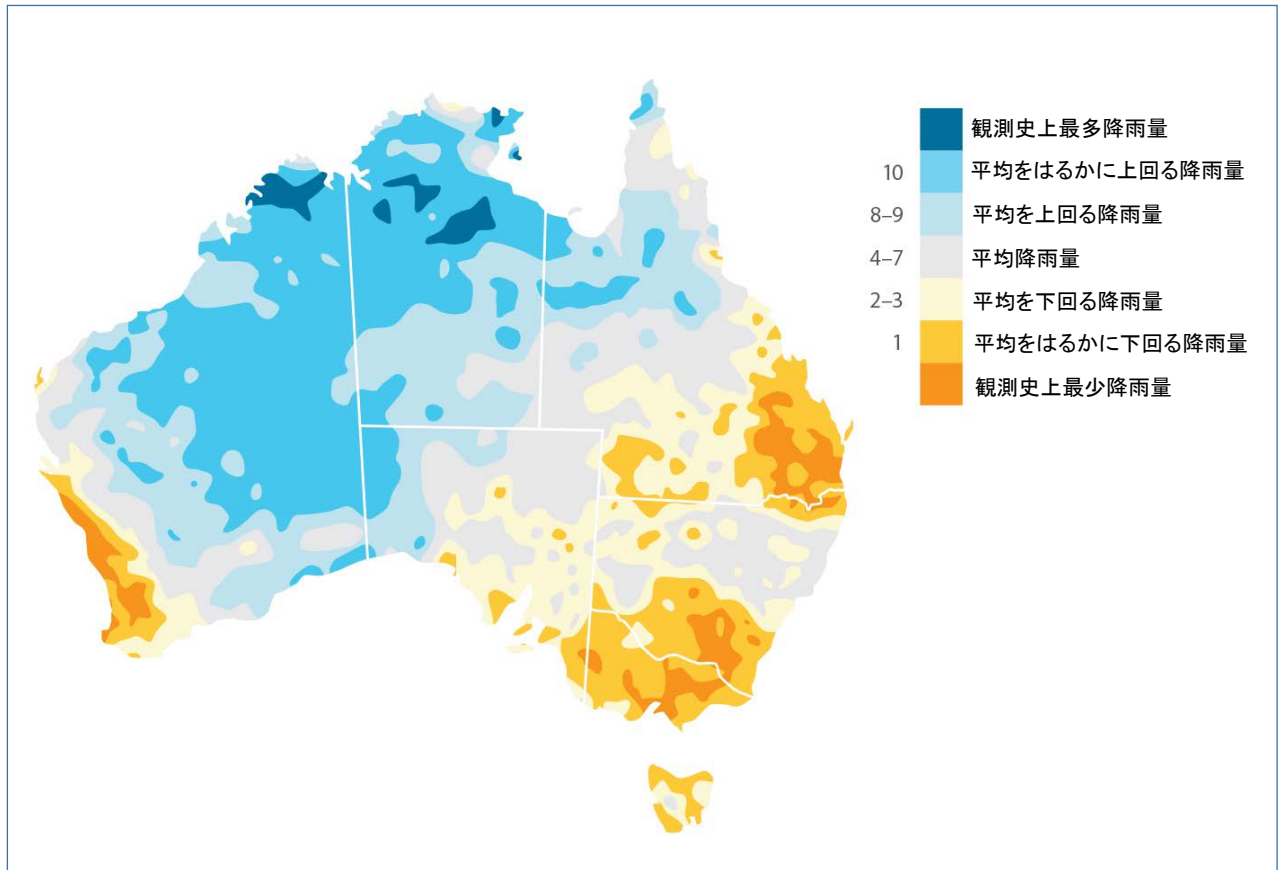 観測史上最多降雨量
10 平均をはるかに上回る降雨量
8–9 平均を上回る降雨量
4–7 平均降雨量
2–3 平均を下回る降雨量
1 平均をはるかに下回る降雨量
観測史上最少降雨量